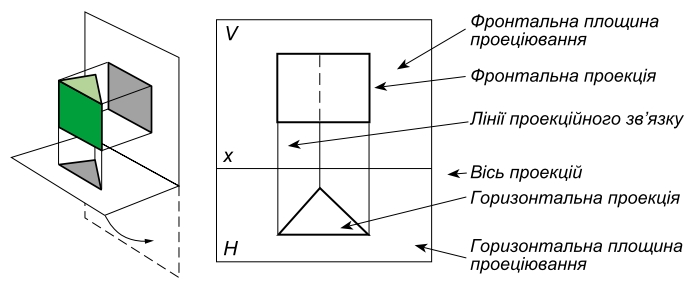 V
x
H
Фронтальна площина
проеціювання
Фронтальна проекція
Лінії проекційного зв’язку
Вісь проекцій
Горизонтальна проекція
Горизонтальна площина
проеціювання